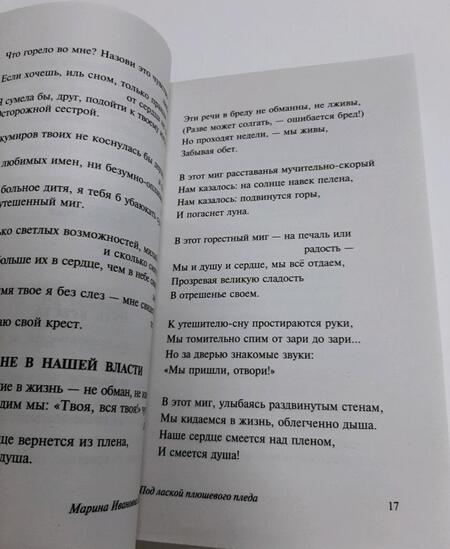 Что горело во мне? Назови это
Если хочешь, иль сном, только
от сердца
Я сумела бы, друг, подойти к твоему
Осторожной сестрой.
кумиров твоих не коснулась бы
любимых имен, ни безумно-
больное дитя, я тебя б убаюкать
утешенный миг.
светлых возможностей,
и сколько
больше их в сердце, чем в небе
имя твое я без слез — мне
свой крест.
НЕ В НАШЕЙ ВЛАСТИ
в жизнь — не обман, не
мы: «Твоя, вся твоя!»
вернется из плена,
душа.
Марина
Эти речи в бреду не обманны, не лживы,
(Разве может солгать, — ошибается бред!)
Но проходят недели, — мы живы,
Забывая обет.
В этот миг расставанья мучительно-скорый
Нам казалось: на солнце навек пелена,
Нам казалось: подвинутся горы,
И погаснет луна.
В этот горестный миг — на печаль или
радость —
Мы и душу и сердце, мы всё отдаем,
Прозревая великую сладость
В отрешенье своем.
К утешителю-сну простираются руки,
Мы томительно спим от зари до зари...
Но за дверью знакомые звуки:
«Мы пришли, отвори!»
В этот миг, улыбаясь раздвинутым стенам,
Мы кидаемся в жизнь, облегченно дыша.
Наше сердце смеется над пленом,
И смеется душа!
Под лаской плюшевого пледа
17